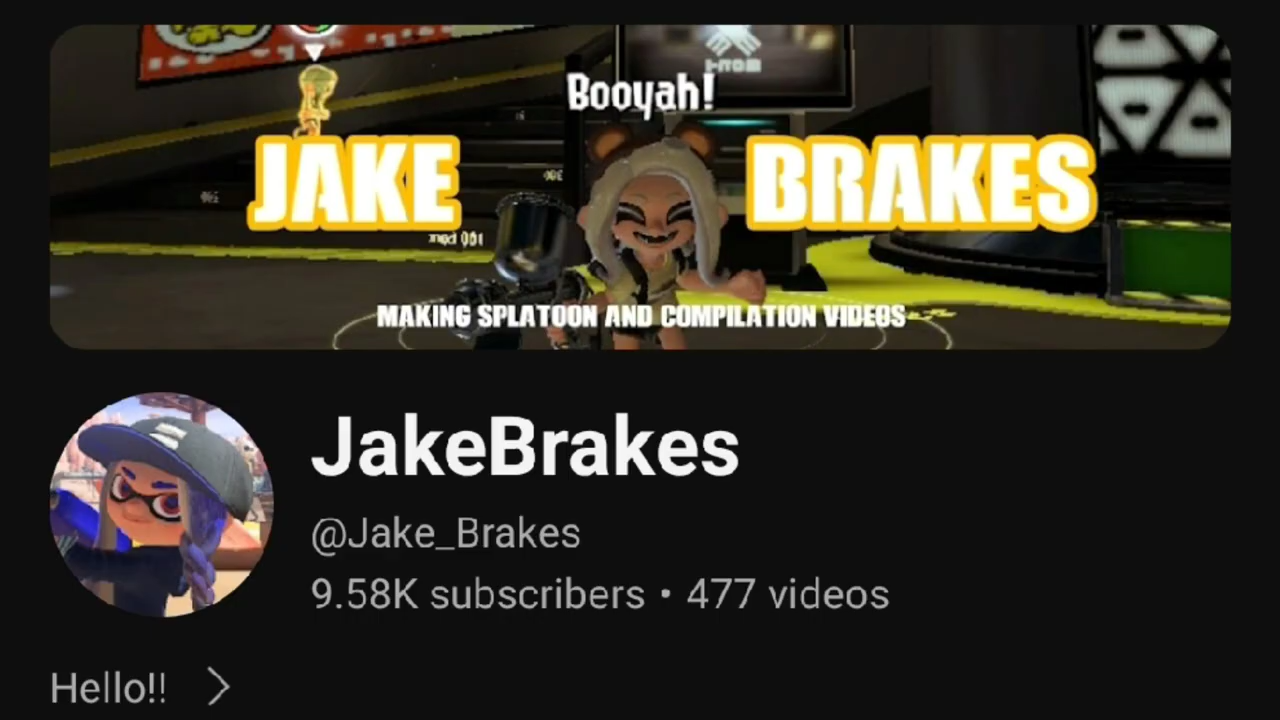 Booyah!
JAKE BRAKES
MAKING SPLATOON AND COMPILATION VIDEOS
JakeBrakes
@Jake_Brakes
9.58K subscribers • 477 videos
Hello!!